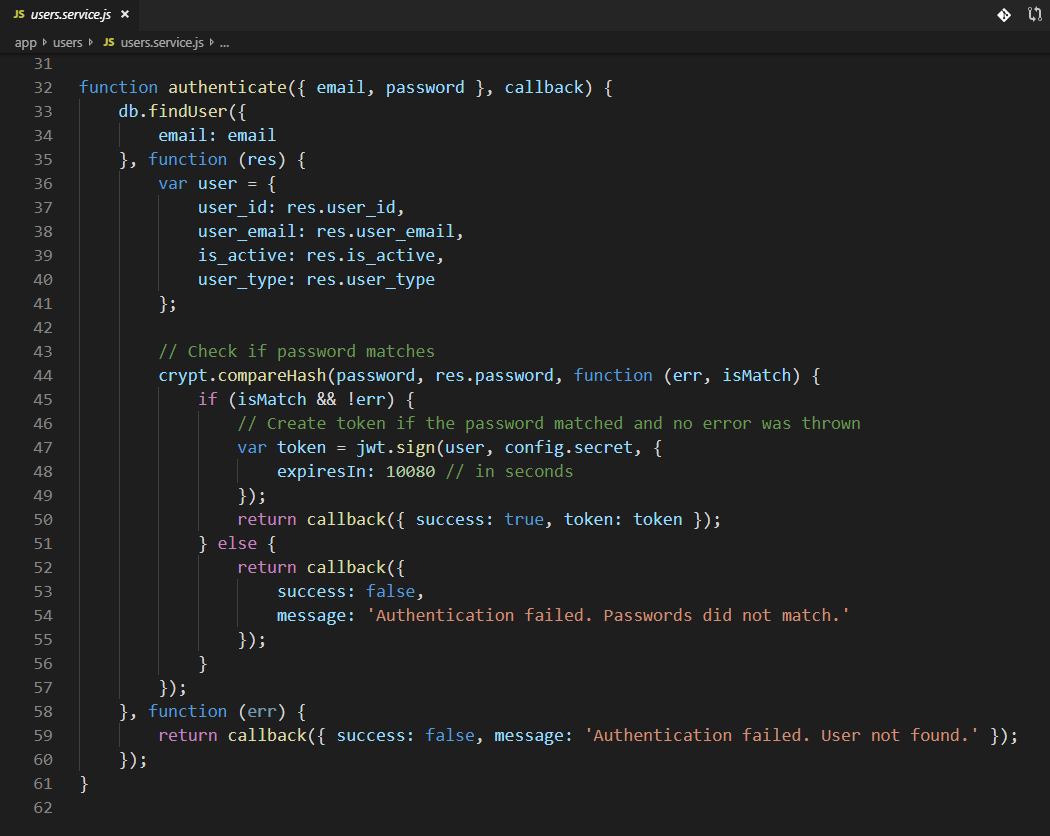 JS users.service.js ×
app users JS users.service.js ...
31
32 function authenticate({ email, password }, callback) {
33     db.findUser({
34         email: email
35     }, function (res) {
36         var user = {
37             user_id: res.user_id,
38             user_email: res.user_email,
39             is_active: res.is_active,
40             user_type: res.user_type
41         };
42
43         // Check if password matches
44         crypt.compareHash(password, res.password, function (err, isMatch) {
45             if (isMatch && !err) {
46                 // Create token if the password matched and no error was thrown
47                 var token = jwt.sign(user, config.secret, {
48                     expiresIn: 10080 // in seconds
49                 });
50                 return callback({ success: true, token: token });
51             } else {
52                 return callback({
53                     success: false,
54                     message: 'Authentication failed. Passwords did not match.'
55                 });
56             }
57         });
58     }, function (err) {
59         return callback({ success: false, message: 'Authentication failed. User not found.' });
60     });
61 }
62